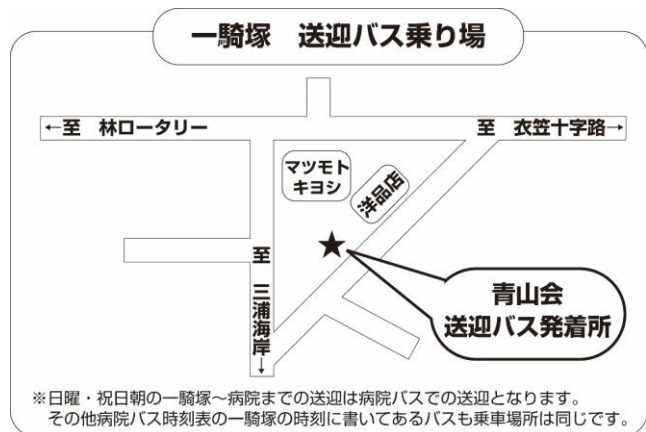 一騎塚 送迎バス乗り場
←至 林ロータリー
至 衣笠十字路→
マツモト
キヨシ
洋品店
至 三浦海岸→
青山会
送迎バス発着所
※日曜・祝日朝の一騎塚~病院までの送迎は病院バスでの送迎となります。
その他病院バス時刻表の一騎塚の時刻に書いてあるバスも乗車場所は同じです。